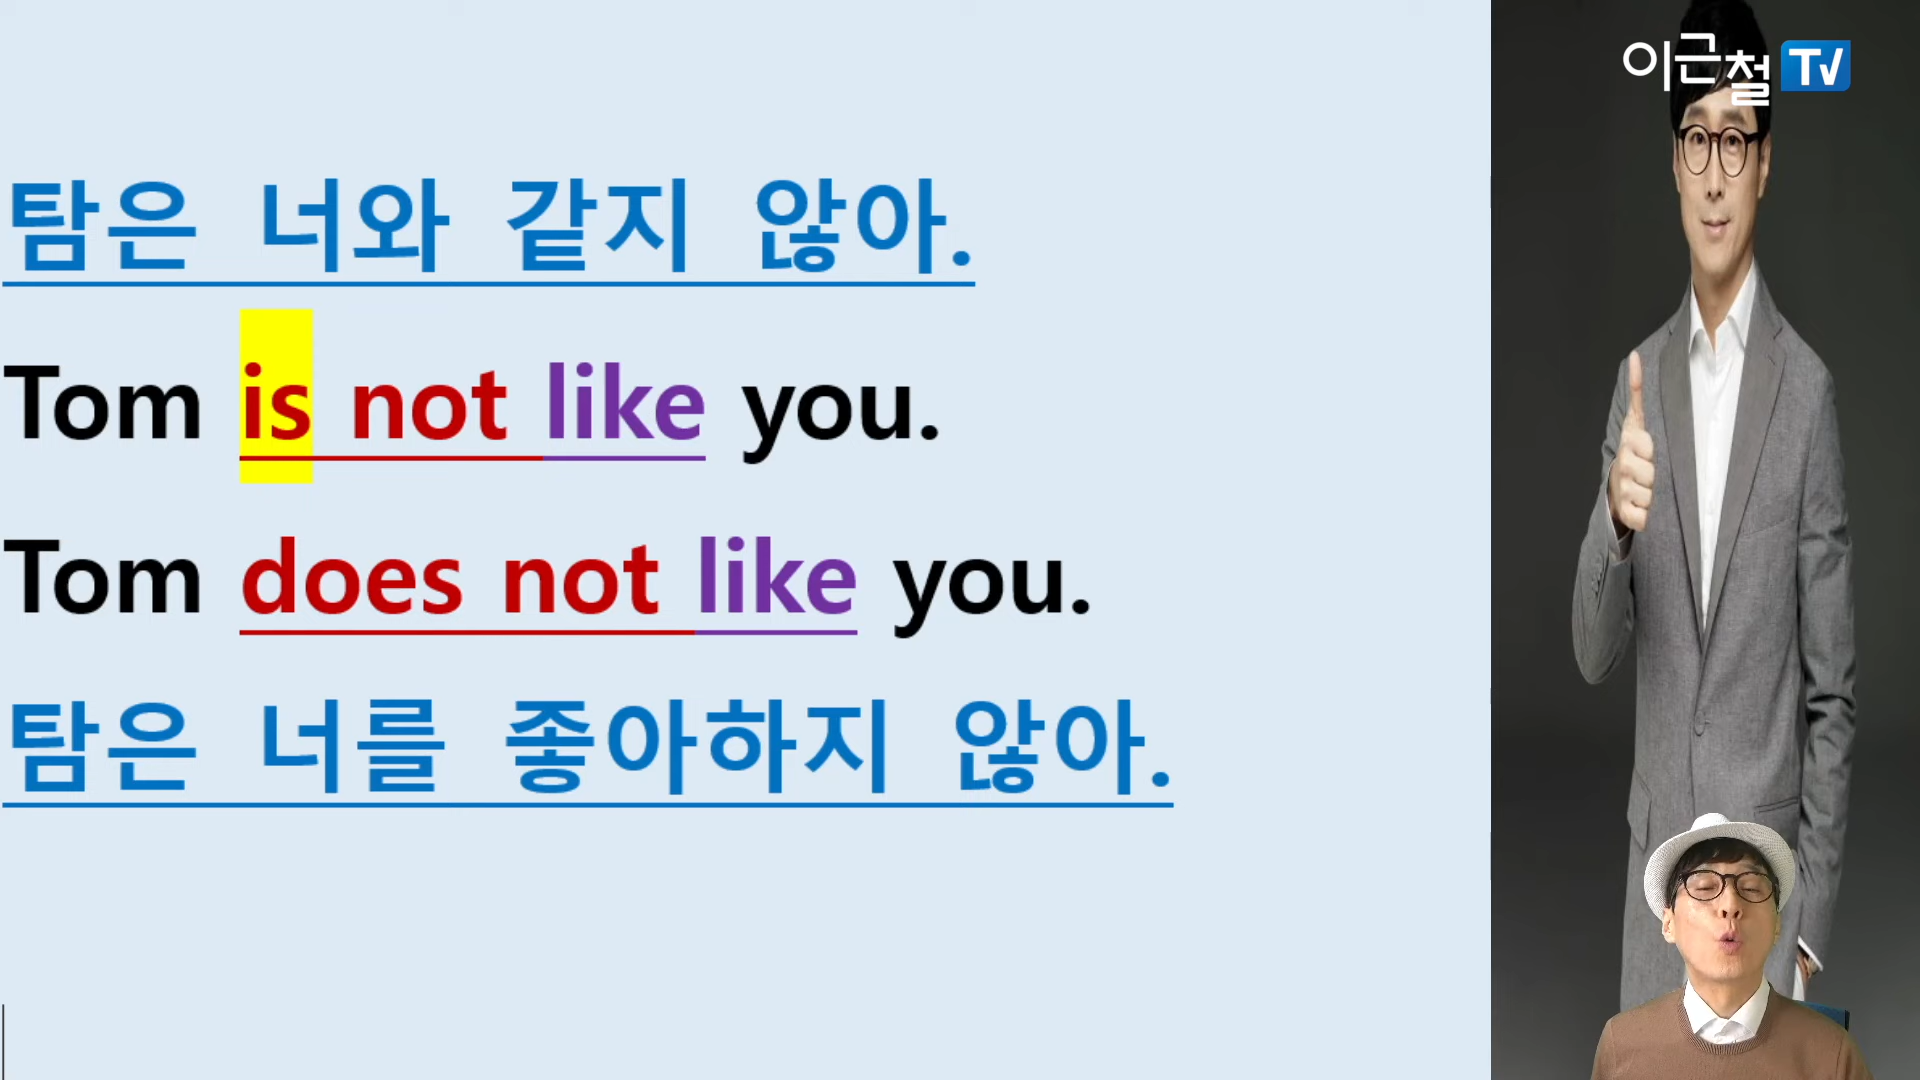 이근철 TV
탐은 너와 같지 않아.
Tom is not like you.
Tom does not like you.
탐은 너를 좋아하지 않아.